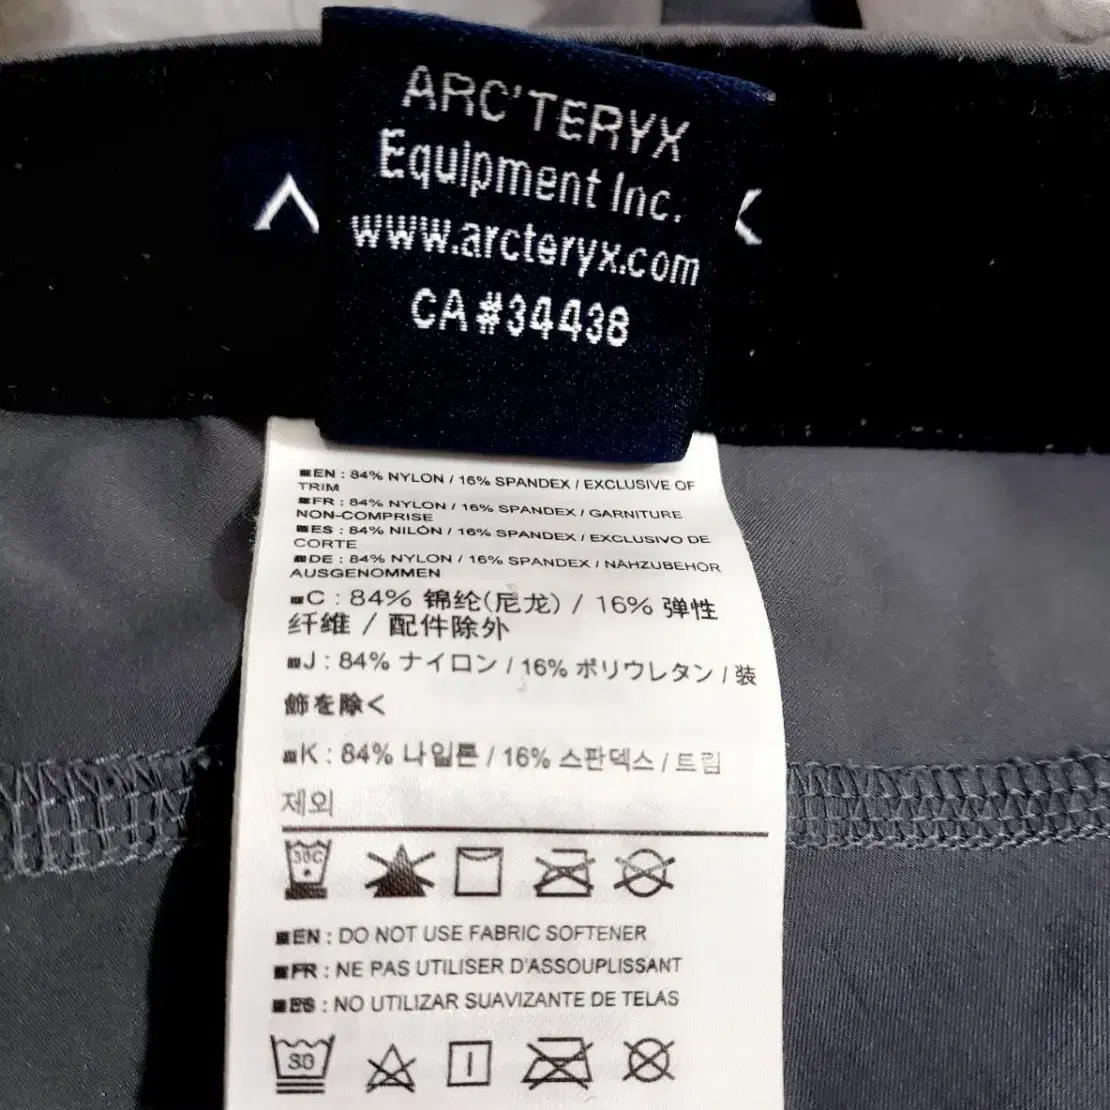 ARC'TERYX
Equipment Inc.
www.arcteryx.com
CA#34438
EN : 84% NYLON / 16% SPANDEX / EXCLUSIVE OF
TRIM
FR : 84% NYLON / 16% SPANDEX / GARNITURE
NON-COMPRISE
ES : 84% NILÓN / 16% SPANDEX / EXCLUSIVO DE
CORTE
DE : 84% NYLON / 16% SPANDEX / NÄHZUBEHÖR
AUSGENOMMEN
C : 84% 锦纶(尼龙) / 16% 弹性
纤维 / 配件除外
J : 84% ナイロン / 16% ポリウレタン / 装
飾を除く
K : 84% 나일론 / 16% 스판덱스 / 트림
제외
30C
EN : DO NOT USE FABRIC SOFTENER
FR : NE PAS UTILISER D'ASSOUPLISSANT
ES : NO UTILIZAR SUAVIZANTE DE TELAS
30